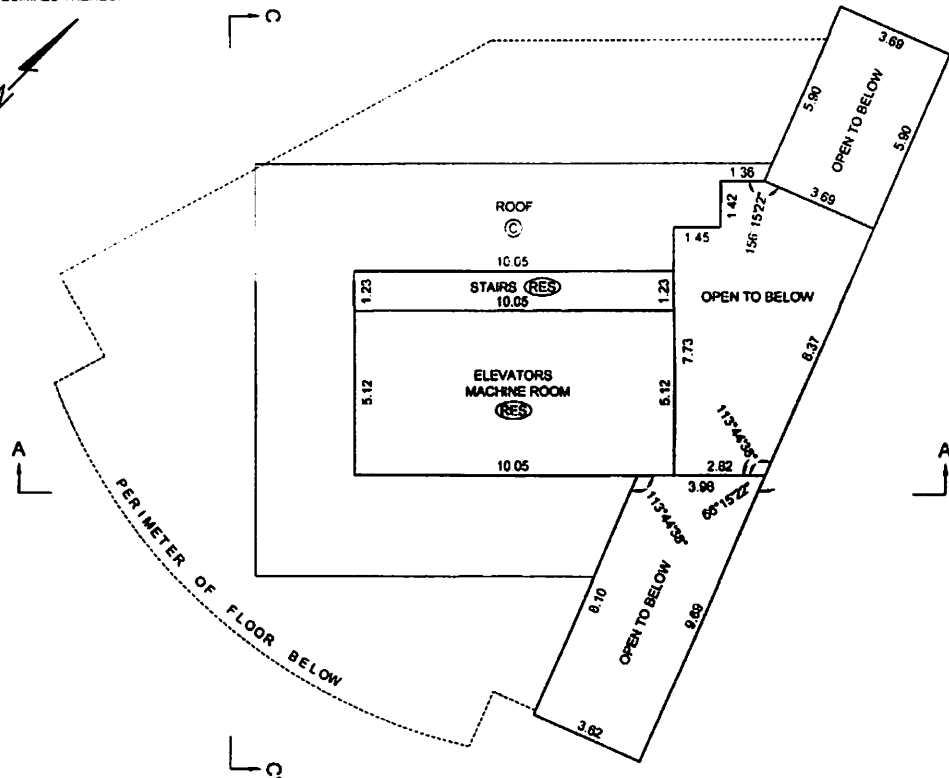 C
N
3.69
5.90
OPEN TO BELOW
5.90
1.36
1.42
156°15'22"
3.69
ROOF
C
1.45
10.05
1.23
STAIRS RES
1.23
10.05
OPEN TO BELOW
7.73
8.37
ELEVATORS
MACHINE ROOM
RES
5.12
5.12
113°44'38"
10.05
2.82
3.98
66°15'22"
A
A
113°44'38"
PERIMETER OF FLOOR BELOW
8.10
OPEN TO BELOW
9.69
3.62
C